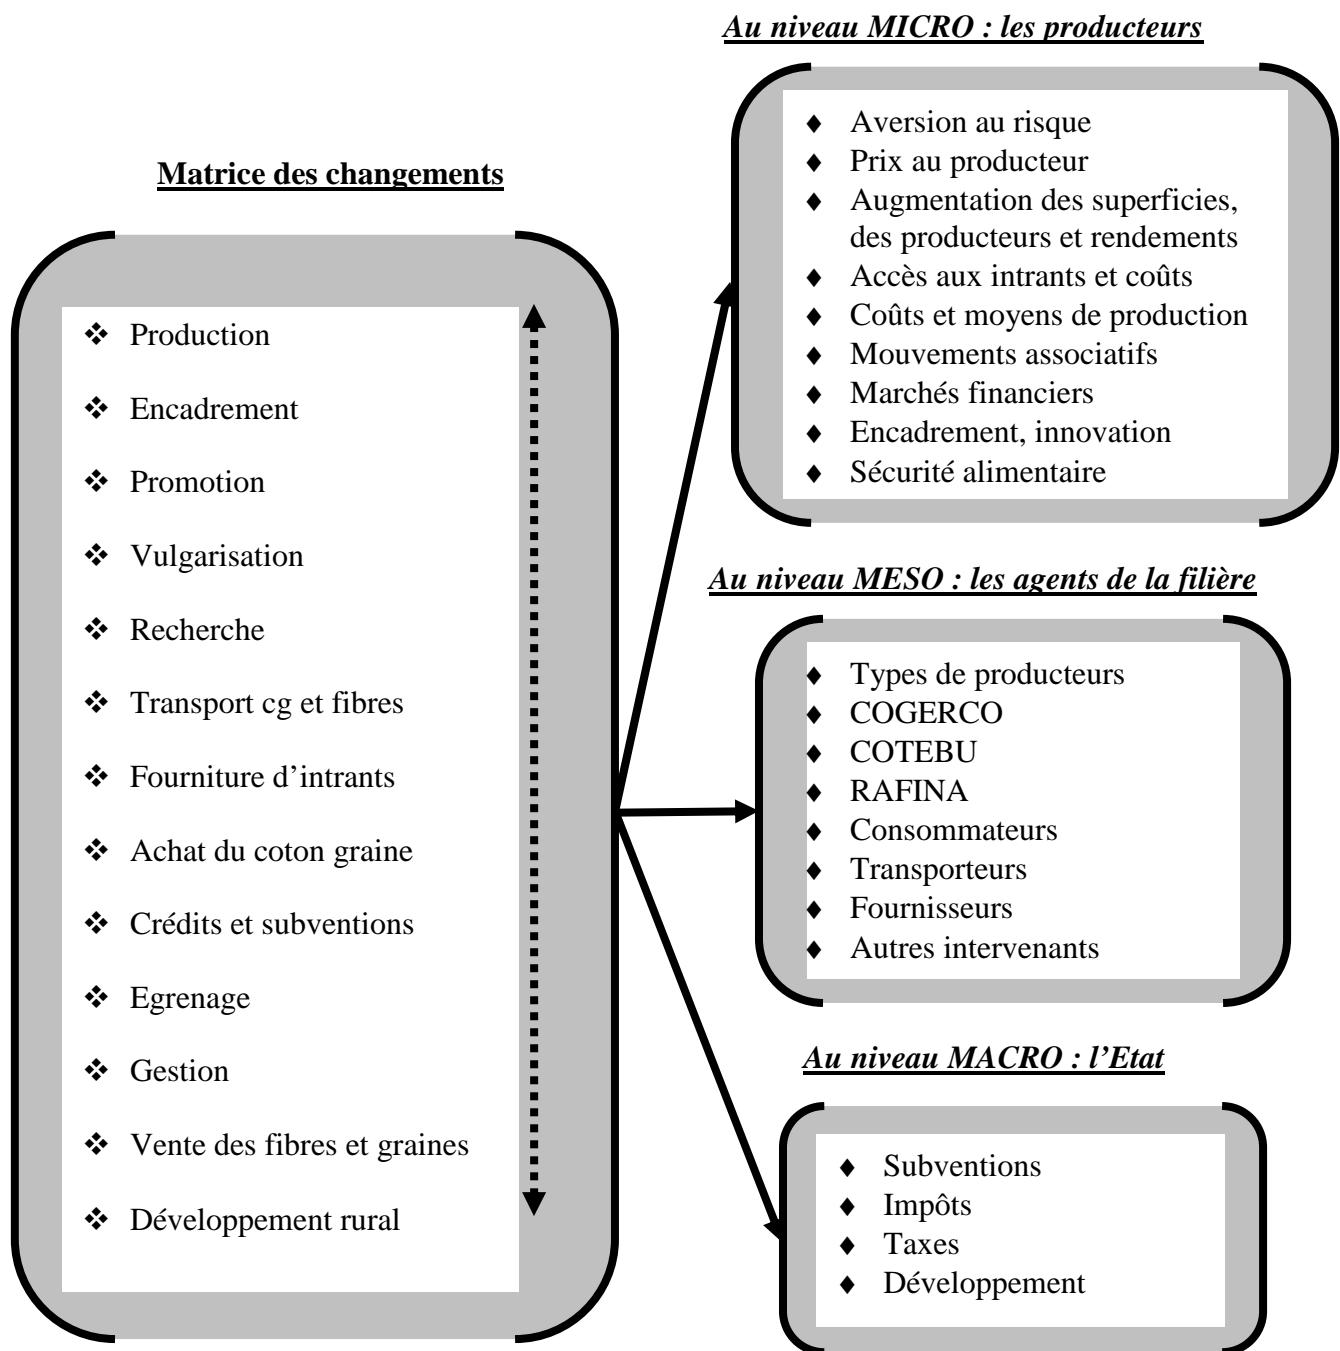 Matrice des changements
❖ Production
❖ Encadrement
❖ Promotion
❖ Vulgarisation
❖ Recherche
❖ Transport cg et fibres
❖ Fourniture d’intrants
❖ Achat du coton graine
❖ Crédits et subventions
❖ Egrenage
❖ Gestion
❖ Vente des fibres et graines
❖ Développement rural
Au niveau MICRO : les producteurs
♦ Aversion au risque
♦ Prix au producteur
♦ Augmentation des superficies,
des producteurs et rendements
♦ Accès aux intrants et coûts
♦ Coûts et moyens de production
♦ Mouvements associatifs
♦ Marchés financiers
♦ Encadrement, innovation
♦ Sécurité alimentaire
Au niveau MESO : les agents de la filière
♦ Types de producteurs
♦ COGERCO
♦ COTEBU
♦ RAFINA
♦ Consommateurs
♦ Transporteurs
♦ Fournisseurs
♦ Autres intervenants
Au niveau MACRO : l’Etat
♦ Subventions
♦ Impôts
♦ Taxes
♦ Développement